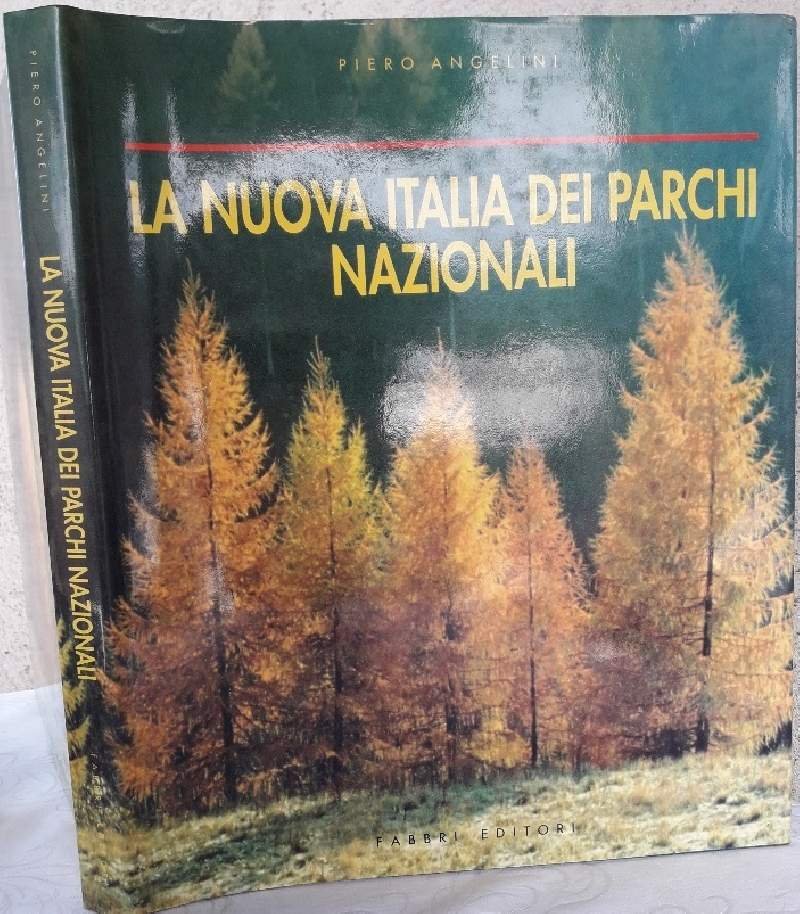 PIERO ANGELINI
LA NUOVA ITALIA DEI PARCHI
NAZIONALI
FABBRI EDITORI
PIERO ANGELINI
LA NUOVA ITALIA DEI PARCHI NAZIONALI